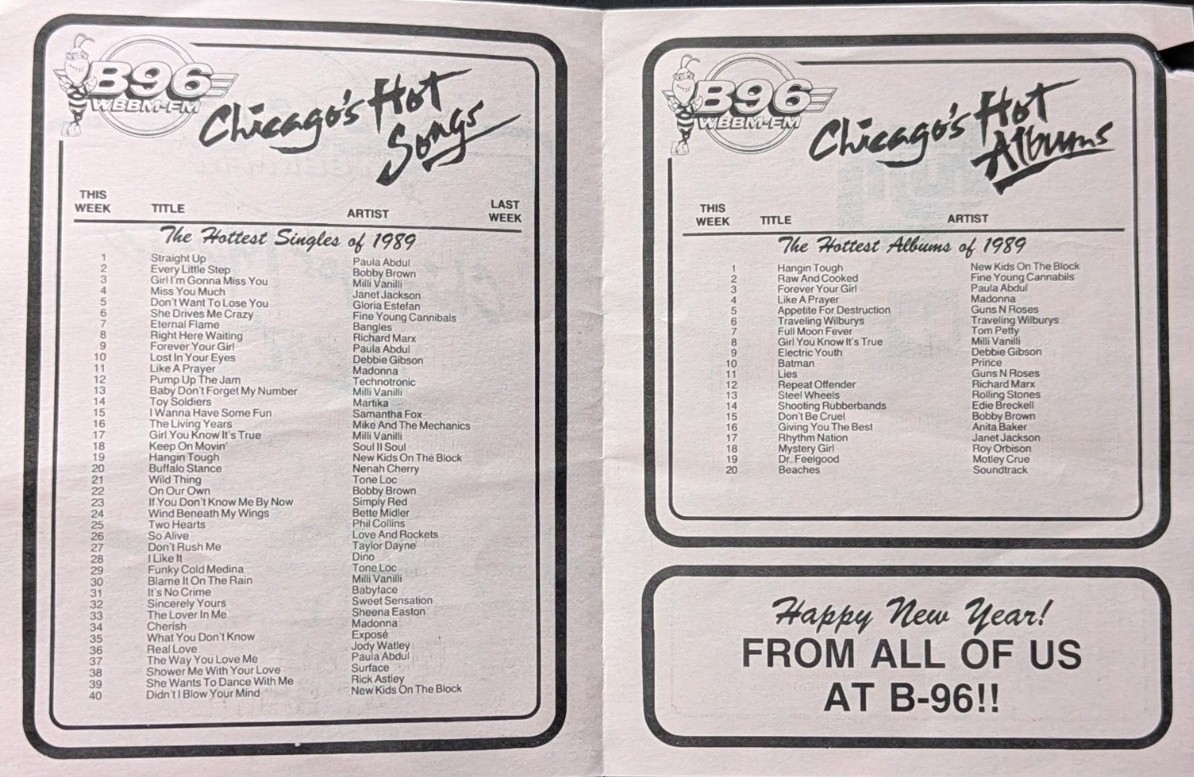 B96
WBBM-FM
Chicago's Hot
Songs
THIS WEEK TITLE ARTIST LAST WEEK
The Hottest Singles of 1989
1 Straight Up Paula Abdul
2 Every Little Step Bobby Brown
3 Girl I'm Gonna Miss You Milli Vanilli
4 Miss You Much Janet Jackson
5 Don't Want To Lose You Gloria Estefan
6 She Drives Me Crazy Fine Young Cannibals
7 Eternal Flame Bangles
8 Right Here Waiting Richard Marx
9 Forever Your Girl Paula Abdul
10 Lost In Your Eyes Debbie Gibson
11 Like A Prayer Madonna
12 Pump Up The Jam Technotronic
13 Baby Don't Forget My Number Milli Vanilli
14 Toy Soldiers Martika
15 I Wanna Have Some Fun Samantha Fox
16 The Living Years Mike And The Mechanics
17 Girl You Know It's True Milli Vanilli
18 Keep On Movin' Soul II Soul
19 Hangin Tough New Kids On The Block
20 Buffalo Stance Nenah Cherry
21 Wild Thing Tone Loc
22 On Our Own Bobby Brown
23 If You Don't Know Me By Now Simply Red
24 Wind Beneath My Wings Bette Midler
25 Two Hearts Phil Collins
26 So Alive Love And Rockets
27 Don't Rush Me Taylor Dayne
28 I Like It Dino
29 Funky Cold Medina Tone Loc
30 Blame It On The Rain Milli Vanilli
31 It's No Crime Babyface
32 Sincerely Yours Sweet Sensation
33 The Lover In Me Sheena Easton
34 Cherish Madonna
35 What You Don't Know Exposé
36 Real Love Jody Watley
37 The Way You Love Me Paula Abdul
38 Shower Me With Your Love Surface
39 She Wants To Dance With Me Rick Astley
40 Didn't I Blow Your Mind New Kids On The Block
B96
WBBM-FM
Chicago's Hot
Albums
THIS WEEK TITLE ARTIST
The Hottest Albums of 1989
1 Hangin Tough New Kids On The Block
2 Raw And Cooked Fine Young Cannabils
3 Forever Your Girl Paula Abdul
4 Like A Prayer Madonna
5 Appetite For Destruction Guns N Roses
6 Traveling Wilburys Traveling Wilburys
7 Full Moon Fever Tom Petty
8 Girl You Know It's True Milli Vanilli
9 Electric Youth Debbie Gibson
10 Batman Prince
11 Lies Guns N Roses
12 Repeat Offender Richard Marx
13 Steel Wheels Rolling Stones
14 Shooting Rubberbands Edie Breckell
15 Don't Be Cruel Bobby Brown
16 Giving You The Best Anita Baker
17 Rhythm Nation Janet Jackson
18 Mystery Girl Roy Orbison
19 Dr. Feelgood Motley Crue
20 Beaches Soundtrack
Happy New Year!
FROM ALL OF US
AT B-96!!